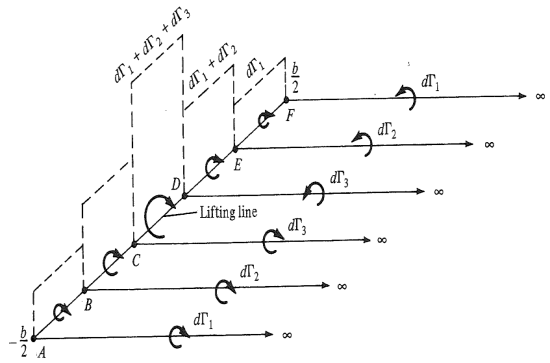 dΓ₁ + dΓ₂ + dΓ₃
dΓ₁ + dΓ₂
dΓ₁
b/2
F
dΓ₁
∞
E
dΓ₂
∞
D
dΓ₃
∞
Lifting line
C
dΓ₃
∞
B
dΓ₂
∞
-b/2
A
dΓ₁
∞